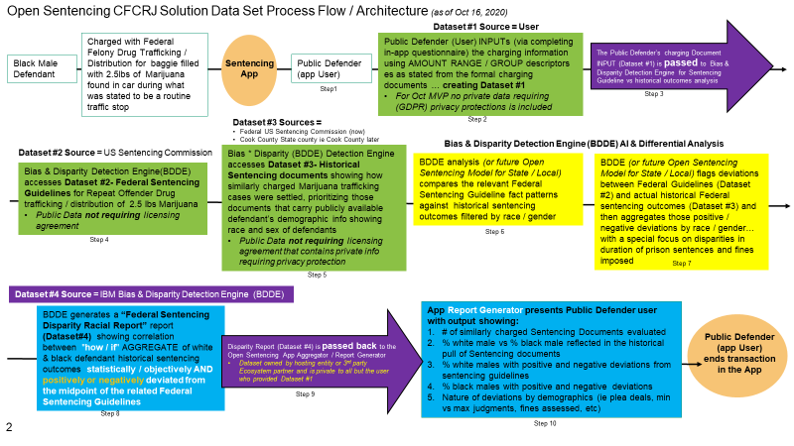 Open Sentencing CFCRJ Solution Data Set Process Flow / Architecture (as of Oct 16, 2020)
Black Male
Defendant
Charged with Federal
Felony Drug Trafficking /
Distribution for baggie filled
with 2.5lbs of Marijuana
found in car during what
was stated to be a routine
traffic stop
Sentencing
App
Public Defender
(app User)
Step1
Dataset #1 Source = User
Public Defender (User) INPUTs (via completing
in-app questionnaire) the charging information
using AMOUNT RANGE / GROUP descriptors
as stated from the formal charging
documents … creating Dataset #1
• For Oct MVP no private data requiring
(GDPR) privacy protections is included
Step 2
The Public Defender's charging Document
INPUT (Dataset #1) is passed to Bias &
Disparity Detection Engine for Sentencing
Guideline vs historical outcomes analysis
Step 3
Dataset #2 Source = US Sentencing Commission
Bias & Disparity Detection Engine(BDDE)
accesses Dataset #2- Federal Sentencing
Guidelines for Repeat Offender Drug
trafficking / distribution of 2.5 lbs Marijuana
• Public Data not requiring licensing
agreement
Step 4
Dataset #3 Sources =
• Federal US Sentencing Commission (now)
• Cook County State county ie Cook County later
Bias * Disparity (BDDE) Detection Engine
accesses Dataset #3- Historical
Sentencing documents showing how
similarly charged Marijuana trafficking
cases were settled, prioritizing those
documents that carry publicly available
defendant's demographic info showing
race and sex of defendants
• Public Data not requiring licensing
agreement that contains private info
requiring privacy protection
Step 5
Bias & Disparity Detection Engine (BDDE) AI & Differential Analysis
BDDE analysis (or future Open
Sentencing Model for State / Local)
compares the relevant Federal
Sentencing Guideline fact patterns
against historical sentencing
outcomes filtered by race / gender
Step 6
BDDE (or future Open Sentencing
Model for State / Local) flags deviations
between Federal Guidelines (Dataset
#2) and actual historical Federal
sentencing outcomes (Dataset #3) and
then aggregates those positive /
negative deviations by race / gender…
with a special focus on disparities in
duration of prison sentences and fines
imposed
Step 7
Dataset #4 Source = IBM Bias & Disparity Detection Engine (BDDE)
BDDE generates a "Federal Sentencing
Disparity Racial Report" report
(Dataset#4) showing correlation
between "how / if" AGGREGATE of white
& black defendant historical sentencing
outcomes statistically / objectively AND
positively or negatively deviated from
the midpoint of the related Federal
Sentencing Guidelines
Step 8
Disparity Report (Dataset #4) is passed back to the
Open Sentencing App Aggregator / Report Generator
• Dataset owned by hosting entity or 3rd party
Ecosystem partner and is private to all but the user
who provided Dataset #1
Step 9
App Report Generator presents Public Defender user
with output showing:
1. # of similarly charged Sentencing Documents evaluated
2. % white male vs % black male reflected in the historical
pull of Sentencing documents
3. % white males with positive and negative deviations from
sentencing guidelines
4. % black males with positive and negative deviations
5. Nature of deviations by demographics (ie plea deals, min
vs max judgments, fines assessed, etc)
Step 10
Public Defender
(app User)
ends transaction
in the App
2